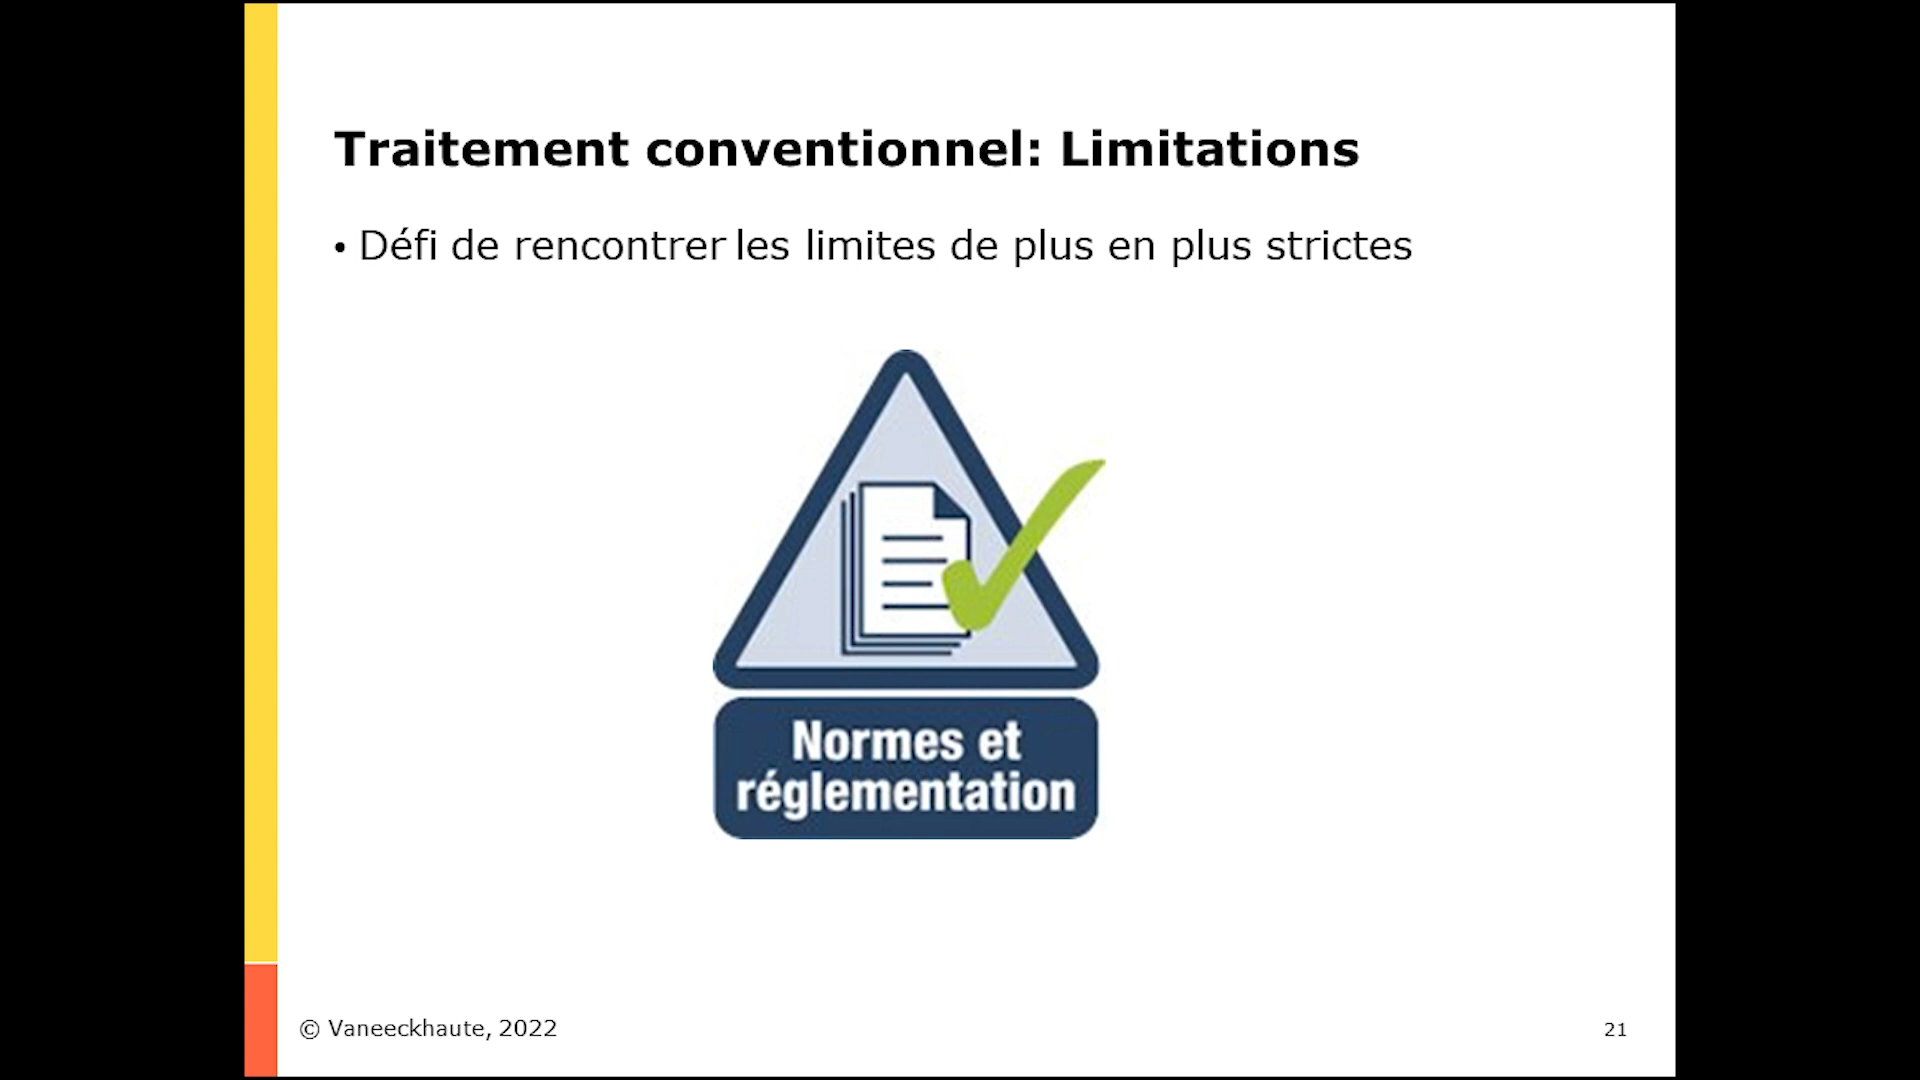 Traitement conventionnel: Limitations
• Défi de rencontrer les limites de plus en plus strictes
Normes et
réglementation
© Vaneeckhaute, 2022
21